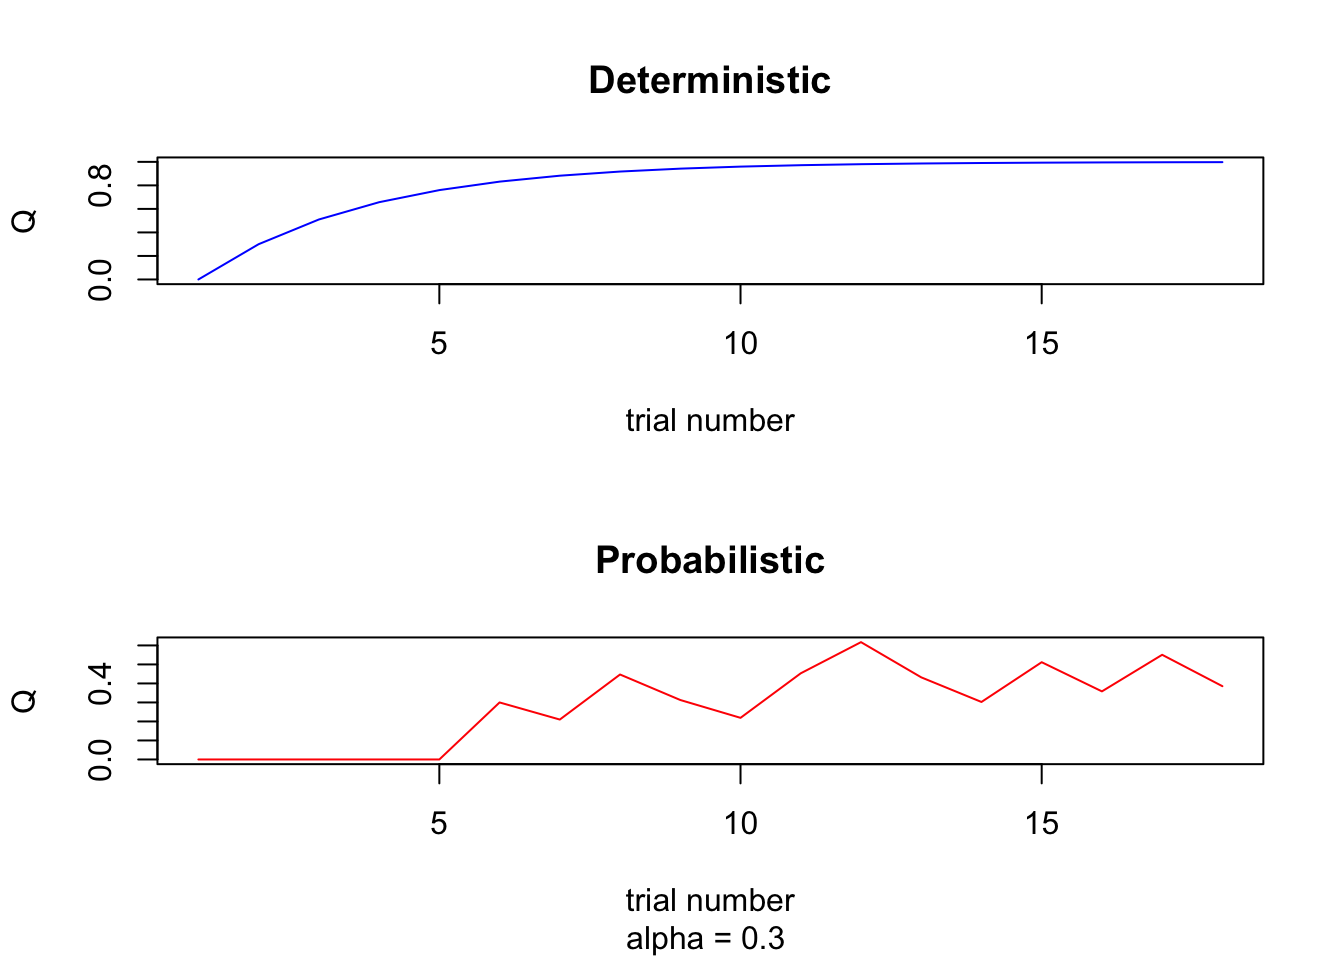 Deterministic
Q
0.8
0.0
5 10 15
trial number
Probabilistic
Q
0.4
0.0
5 10 15
trial number
alpha = 0.3